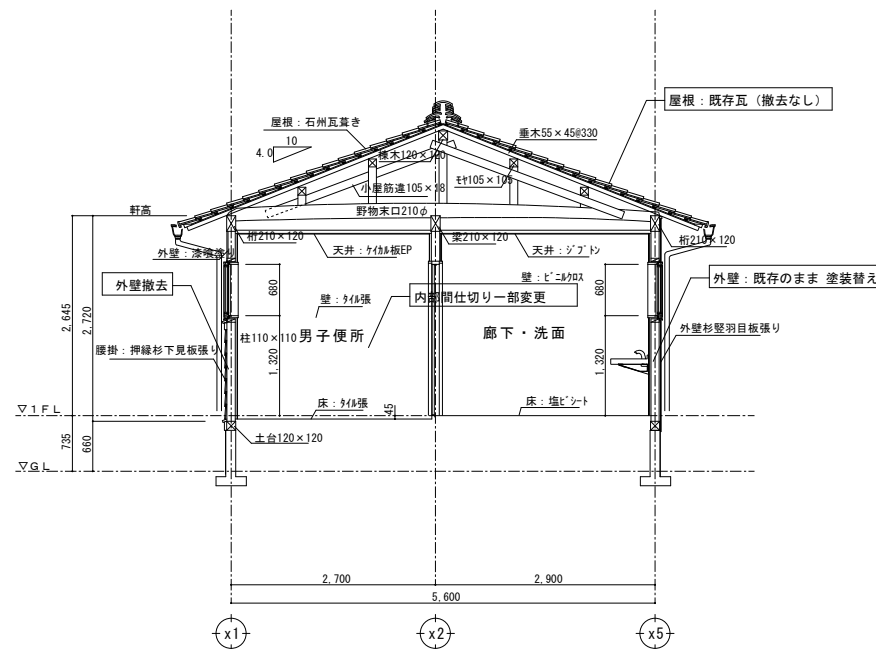 屋根：既存瓦（撤去なし）
屋根：石州瓦葺き
垂木55×45@330
10
4.0
棟木120×120
ﾓﾔ105×105
小屋筋違105×18
野物末口210φ
軒高
桁210×120
梁210×120
桁210×120
外壁：漆喰塗り
天井：ｹｲｶﾙ板EP
天井：ｼﾞﾌﾟﾄﾝ
外壁撤去
壁：ﾋﾞﾆﾙｸﾛｽ
外壁：既存のまま 塗装替え
680
680
壁：ﾀｲﾙ張
内部間仕切り一部変更
2,645
2,720
柱110×110
男子便所
廊下・洗面
外壁杉竪羽目板張り
腰掛：押縁杉下見板張り
1,320
1,320
床：ﾀｲﾙ張
45
床：塩ﾋﾞｼｰﾄ
▽1FL
735
660
土台120×120
▽GL
2,700
2,900
5,600
x1
x2
x5